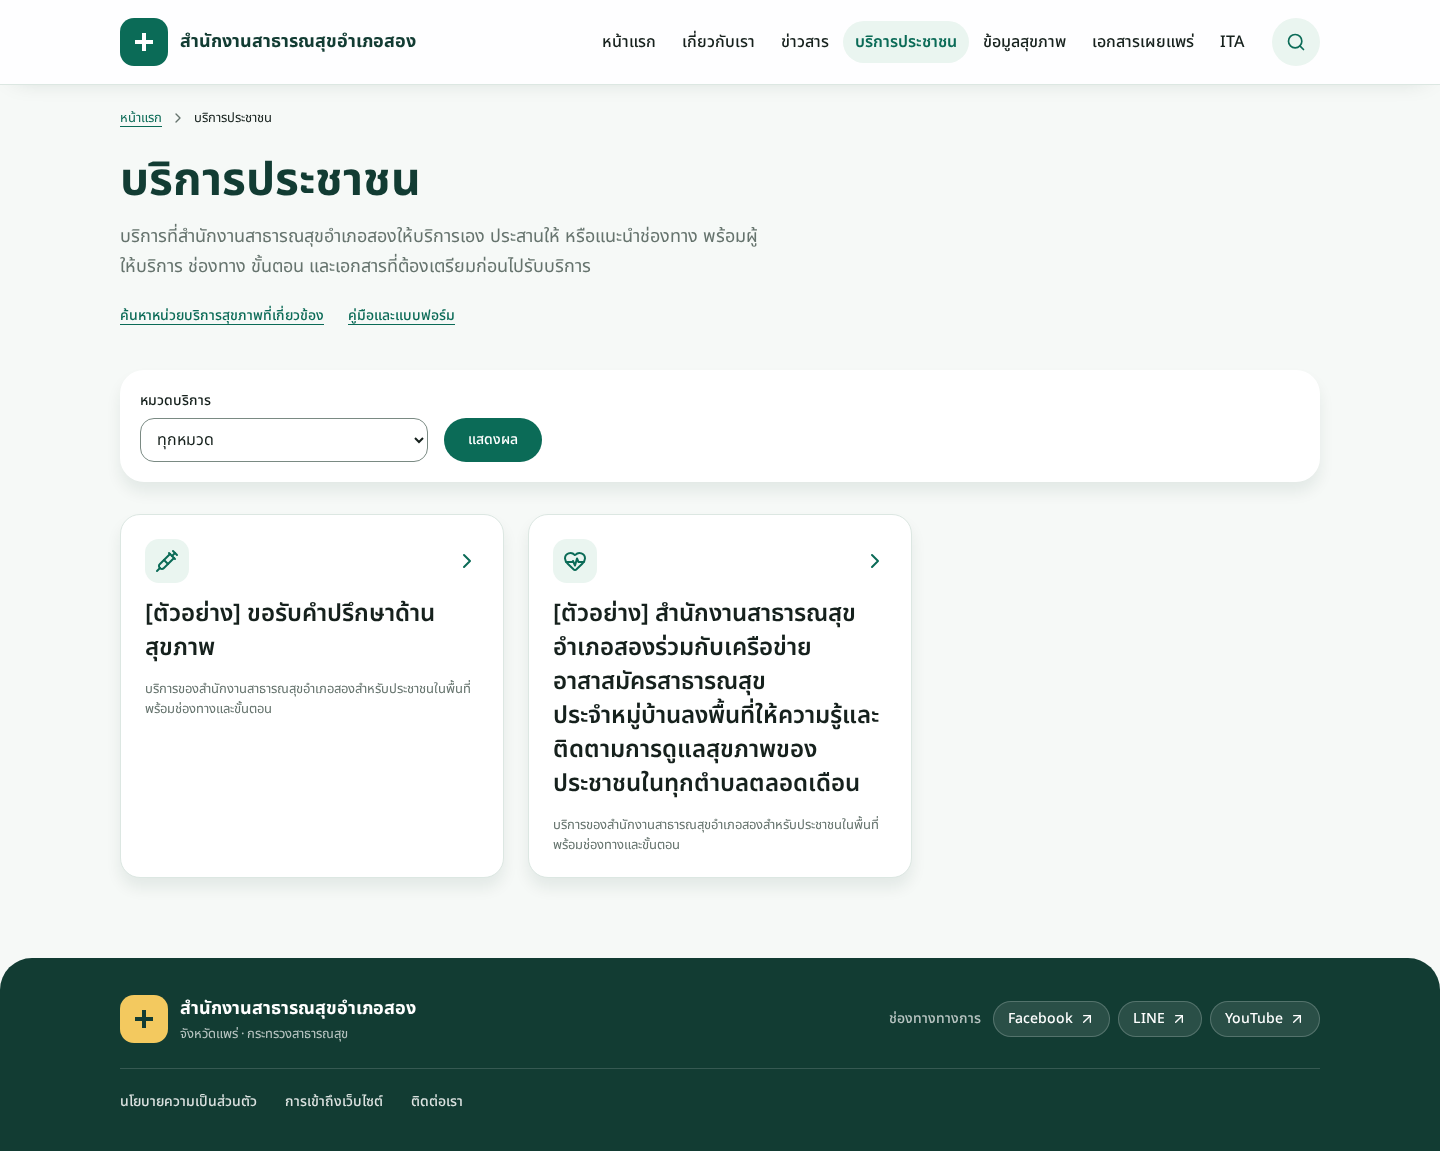 สำนักงานสาธารณสุขอำเภอสอง
หน้าแรก
เกี่ยวกับเรา
ข่าวสาร
บริการประชาชน
ข้อมูลสุขภาพ
เอกสารเผยแพร่
ITA
หน้าแรก
บริการประชาชน
บริการประชาชน
บริการที่สำนักงานสาธารณสุขอำเภอสองให้บริการเอง ประสานให้ หรือแนะนำช่องทาง พร้อมผู้
ให้บริการ ช่องทาง ขั้นตอน และเอกสารที่ต้องเตรียมก่อนไปรับบริการ
ค้นหาหน่วยบริการสุขภาพที่เกี่ยวข้อง
คู่มือและแบบฟอร์ม
หมวดบริการ
ทุกหมวด
แสดงผล
[ตัวอย่าง] ขอรับคำปรึกษาด้าน
สุขภาพ
บริการของสำนักงานสาธารณสุขอำเภอสองสำหรับประชาชนในพื้นที่
พร้อมช่องทางและขั้นตอน
[ตัวอย่าง] สำนักงานสาธารณสุข
อำเภอสองร่วมกับเครือข่าย
อาสาสมัครสาธารณสุข
ประจำหมู่บ้านลงพื้นที่ให้ความรู้และ
ติดตามการดูแลสุขภาพของ
ประชาชนในทุกตำบลตลอดเดือน
บริการของสำนักงานสาธารณสุขอำเภอสองสำหรับประชาชนในพื้นที่
พร้อมช่องทางและขั้นตอน
สำนักงานสาธารณสุขอำเภอสอง
จังหวัดแพร่ · กระทรวงสาธารณสุข
ช่องทางทางการ
Facebook
LINE
YouTube
นโยบายความเป็นส่วนตัว
การเข้าถึงเว็บไซต์
ติดต่อเรา